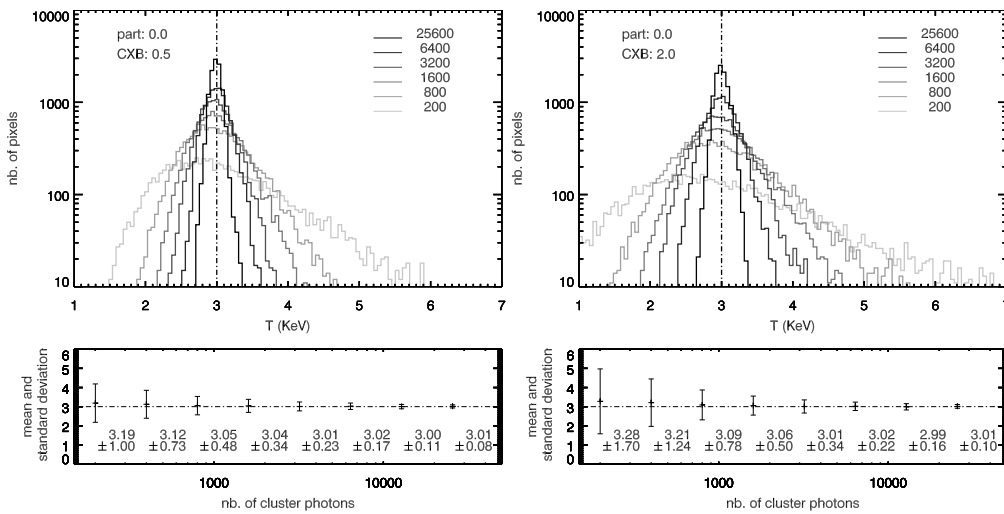 part: 0.0
CXB: 0.5
25600
6400
3200
1600
800
200
10000
1000
100
10
nb. of pixels
1 2 3 4 5 6 7
T (KeV)
6
5
4
3
2
1
0
mean and
standard deviation
3.19 3.12 3.05 3.04 3.01 3.02 3.00 3.01
±1.00 ±0.73 ±0.48 ±0.34 ±0.23 ±0.17 ±0.11 ±0.08
1000 10000
nb. of cluster photons
part: 0.0
CXB: 2.0
25600
6400
3200
1600
800
200
10000
1000
100
10
nb. of pixels
1 2 3 4 5 6 7
T (KeV)
6
5
4
3
2
1
0
mean and
standard deviation
3.28 3.21 3.09 3.06 3.01 3.02 2.99 3.01
±1.70 ±1.24 ±0.78 ±0.50 ±0.34 ±0.22 ±0.16 ±0.10
1000 10000
nb. of cluster photons